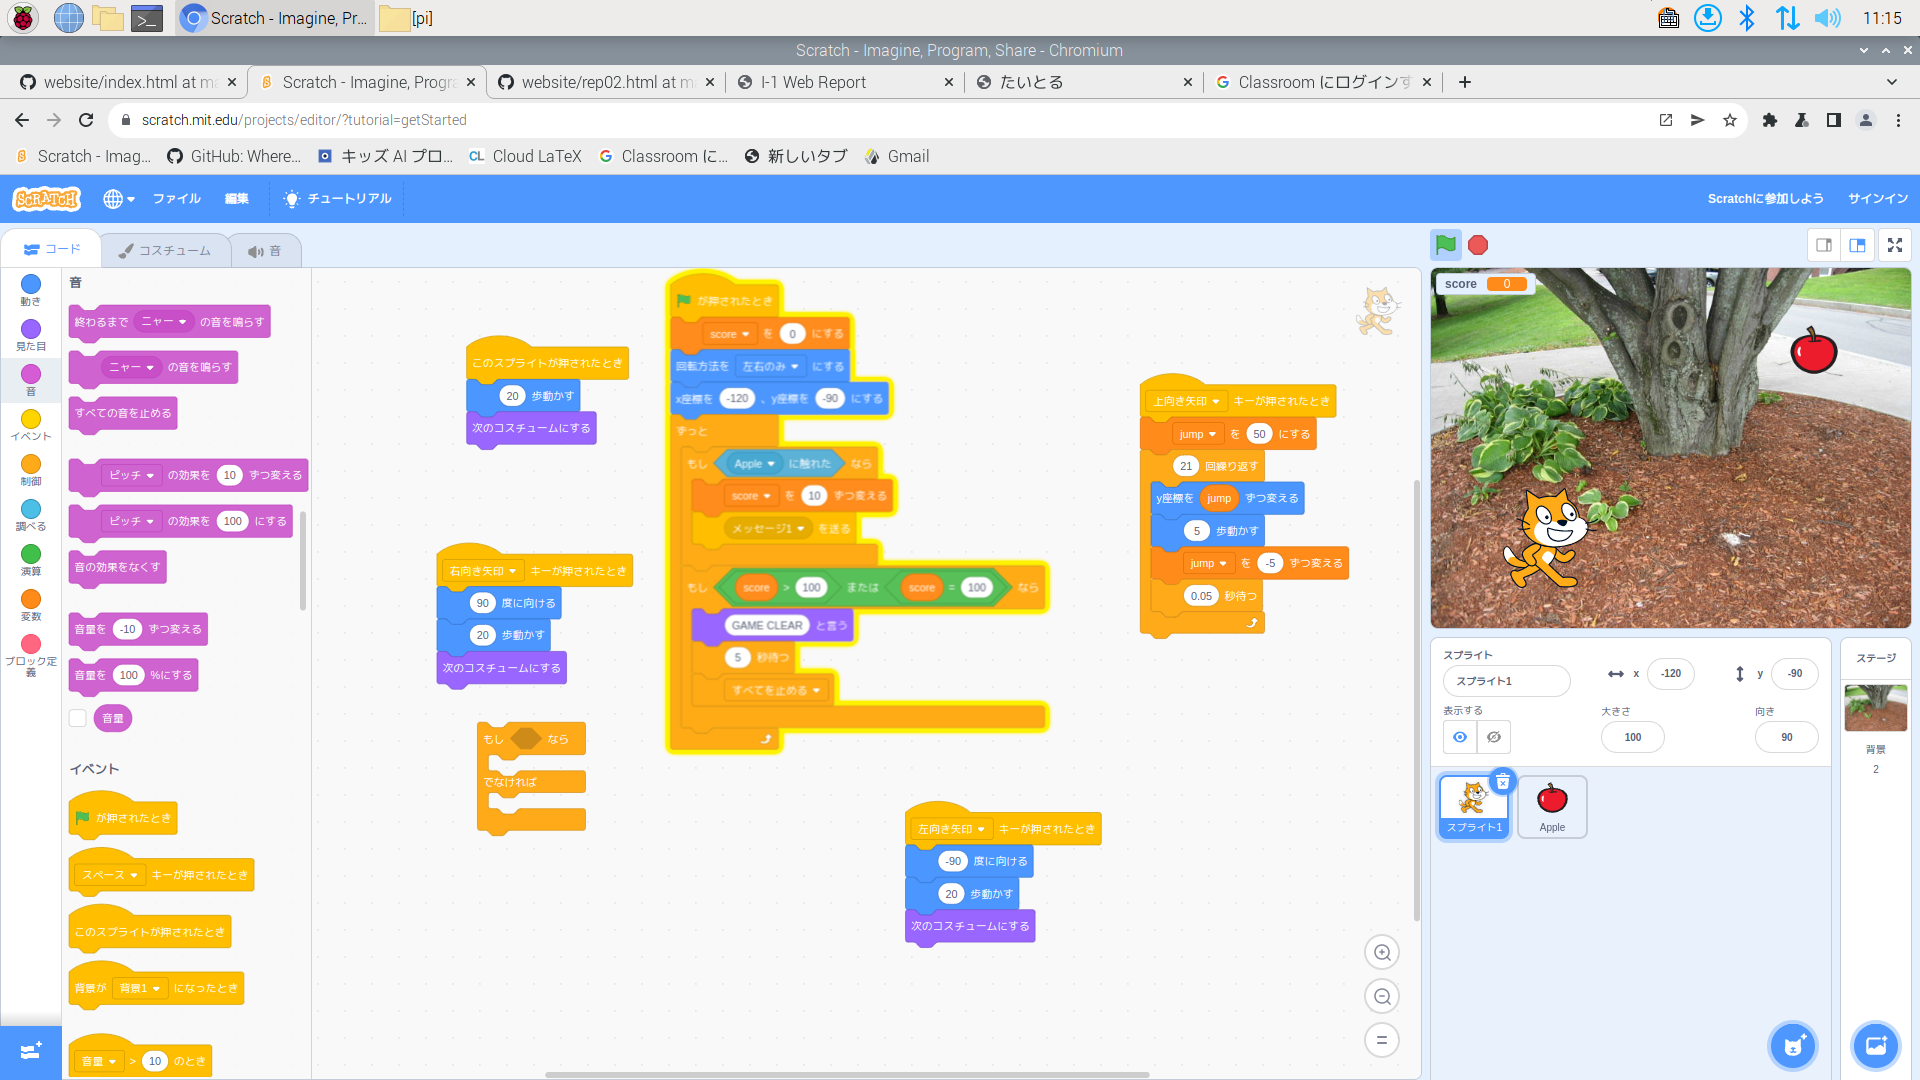 Scratch - Imagine, Pr...
[pi]
11:15
Scratch - Imagine, Program, Share - Chromium
website/index.html at ma
Scratch - Imagine, Progra
website/rep02.html at m
I-1 Web Report
たいとる
Classroom にログインす
scratch.mit.edu/projects/editor/?tutorial=getStarted
Scratch - Imag...
GitHub: Where...
キッズ AI プロ...
CL Cloud LaTeX
Classroom に...
新しいタブ
Gmail
SCRATCH
ファイル
編集
チュートリアル
Scratchに参加しよう
サインイン
コード
コスチューム
音
動き
見た目
音
イベント
制御
調べる
演算
変数
ブロック定義
音
終わるまで ニャー の音を鳴らす
ニャー の音を鳴らす
すべての音を止める
ピッチ の効果を 10 ずつ変える
ピッチ の効果を 100 にする
音の効果をなくす
音量を -10 ずつ変える
音量を 100 %にする
音量
イベント
が押されたとき
スペース キーが押されたとき
このスプライトが押されたとき
背景が 背景1 になったとき
音量 > 10 のとき
このスプライトが押されたとき
20 歩動かす
次のコスチュームにする
右向き矢印 キーが押されたとき
90 度に向ける
20 歩動かす
次のコスチュームにする
もし なら
でなければ
が押されたとき
score を 0 にする
回転方法を 左右のみ にする
x座標を -120 、y座標を -90 にする
ずっと
もし Apple に触れた なら
score を 10 ずつ変える
メッセージ1 を送る
もし score > 100 または score = 100 なら
GAME CLEAR と言う
5 秒待つ
すべてを止める
左向き矢印 キーが押されたとき
-90 度に向ける
20 歩動かす
次のコスチュームにする
上向き矢印 キーが押されたとき
jump を 50 にする
21 回繰り返す
y座標を jump ずつ変える
5 歩動かす
jump を -5 ずつ変える
0.05 秒待つ
score 0
スプライト
スプライト1
x -120
y -90
表示する
大きさ
100
向き
90
スプライト1
Apple
ステージ
背景
2